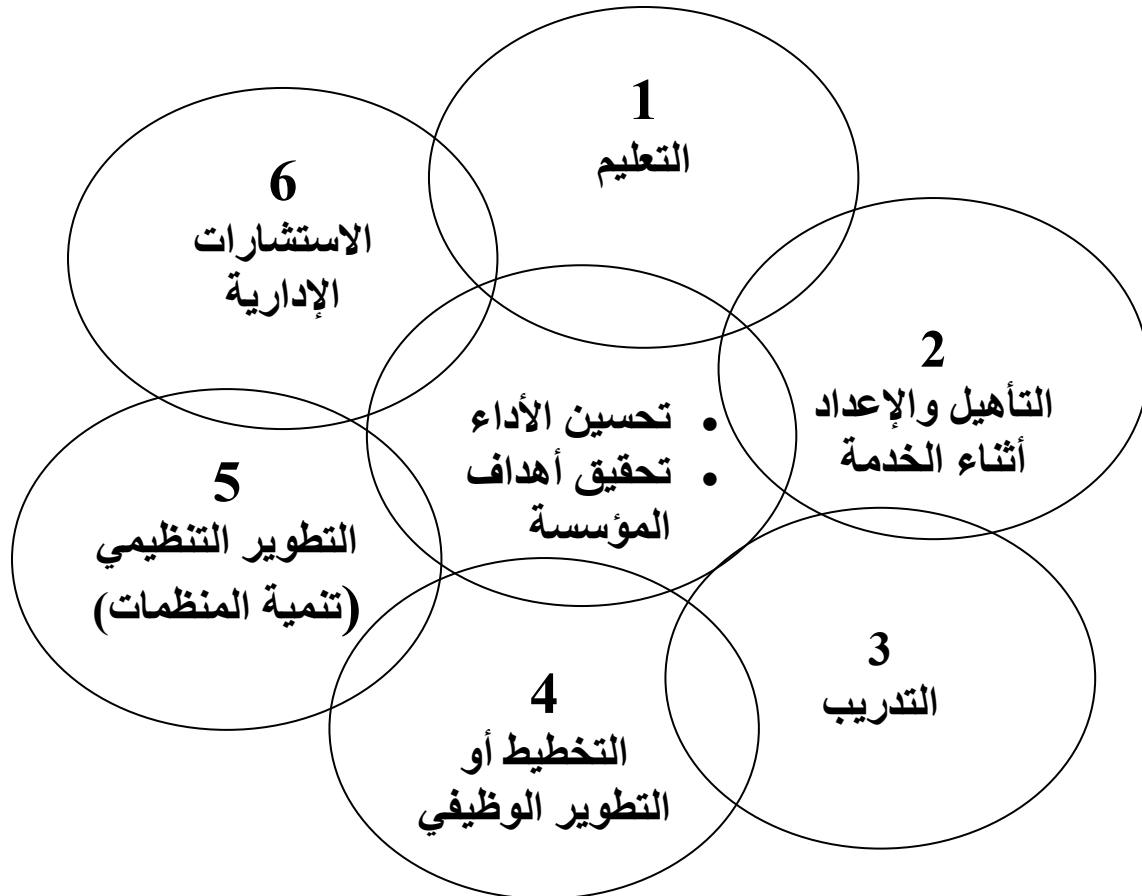 1
التعليم
2
التأهيل والإعداد
أثناء الخدمة
3
التدريب
4
التخطيط أو
التطوير الوظيفي
5
التطوير التنظيمي
(تنمية المنظمات)
6
الاستشارات
الإدارية
• تحسين الأداء
• تحقيق أهداف
المؤسسة